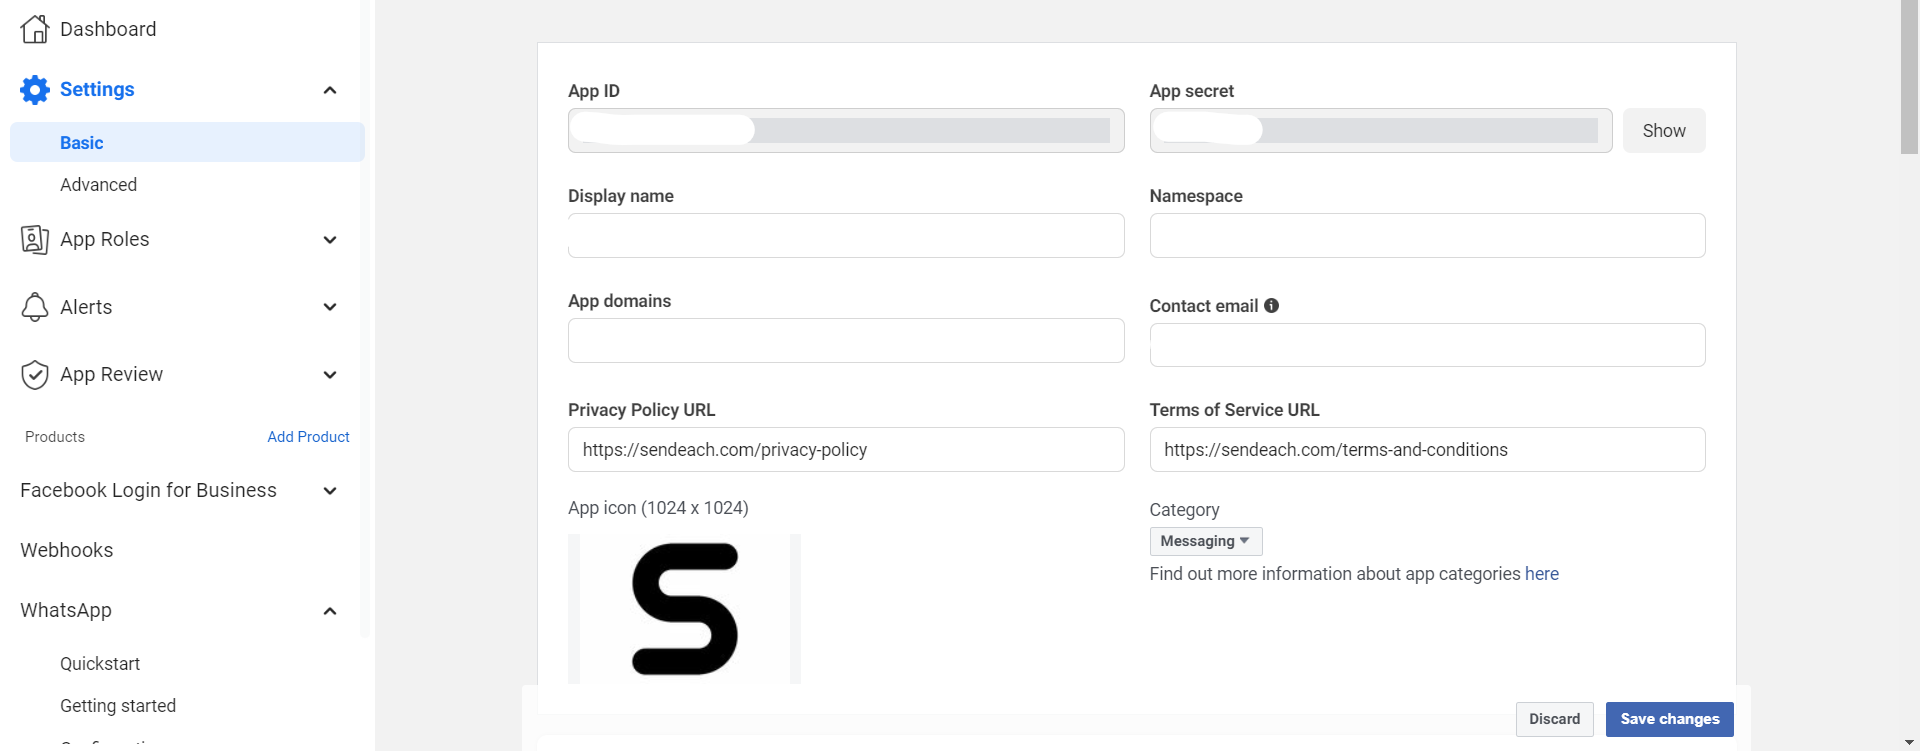 Dashboard
Settings
Basic
Advanced
App Roles
Alerts
App Review
Products
Add Product
Facebook Login for Business
Webhooks
WhatsApp
Quickstart
Getting started
App ID
App secret
Show
Display name
Namespace
App domains
Contact email
Privacy Policy URL
https://sendeach.com/privacy-policy
Terms of Service URL
https://sendeach.com/terms-and-conditions
App icon (1024 x 1024)
S
Category
Messaging
Find out more information about app categories here
Discard
Save changes